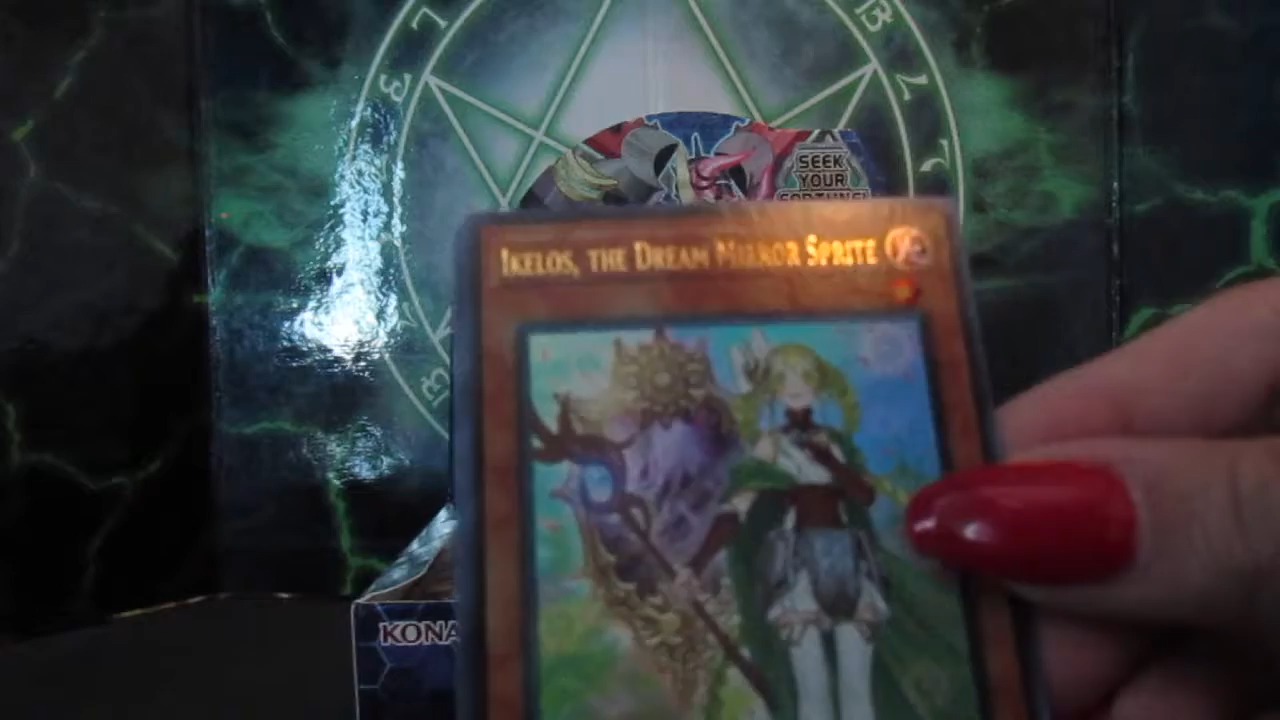 SEEK
YOUR
FORTUNE!
IKELOS, THE DREAM MIRROR SPRITE
KONA